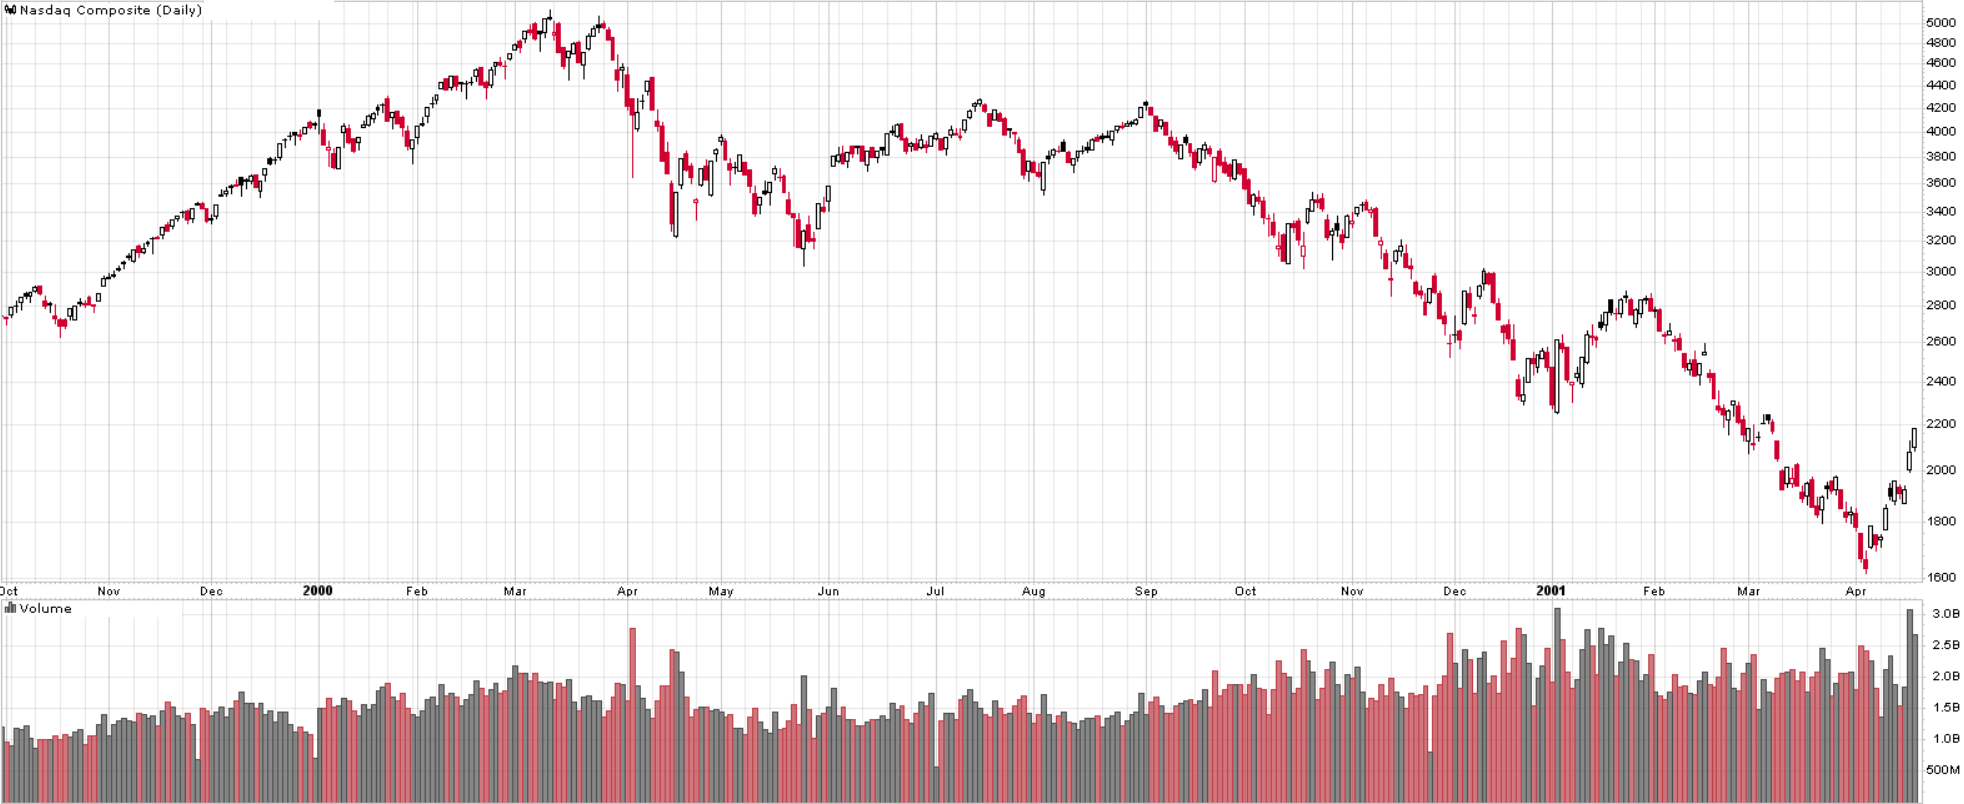 Nasdaq Composite (Daily)
5000
4800
4600
4400
4200
4000
3800
3600
3400
3200
3000
2800
2600
2400
2200
2000
1800
1600
Oct Nov Dec 2000 Feb Mar Apr May Jun Jul Aug Sep Oct Nov Dec 2001 Feb Mar Apr
Volume
3.0B
2.5B
2.0B
1.5B
1.0B
500M